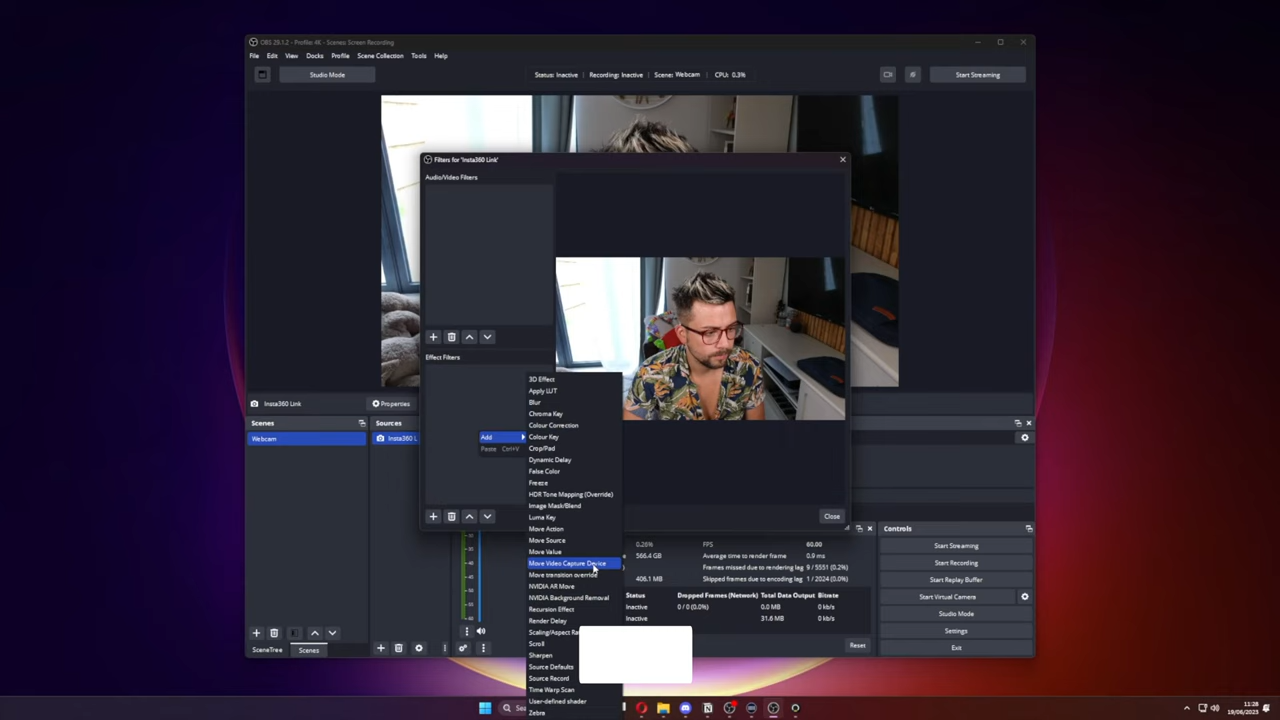 OBS 29.1.2 - Profile: 4K - Scenes: Screen Recording
File Edit View Docks Profile Scene Collection Tools Help
Studio Mode
Status: Inactive Recording: Inactive Scene: Webcam CPU: 0.3%
Start Streaming
Filters for 'Insta360 Link'
Audio/Video Filters
Effect Filters
Add
Paste Ctrl+V
3D Effect
Apply LUT
Blur
Chroma Key
Colour Correction
Colour Key
Crop/Pad
Dynamic Delay
False Color
Freeze
HDR Tone Mapping (Override)
Image Mask/Blend
Luma Key
Move Action
Move Source
Move Value
Move Video Capture Device
Move transition override
NVIDIA AR Move
NVIDIA Background Removal
Recursion Effect
Render Delay
Scaling/Aspect
Scroll
Sharpen
Source Defaults
Source Record
Time Warp Scan
User-defined shader
Zebra
Close
Insta360 Link
Properties
Scenes
Webcam
SceneTree Scenes
Sources
Insta360 L
0.26%
566.4 GB
406.1 MB
FPS 60.00
Average time to render frame 0.9 ms
Frames missed due to rendering lag 9 / 5551 (0.2%)
Skipped frames due to encoding lag 1 / 2024 (0.0%)
Status Dropped Frames (Network) Total Data Output Bitrate
Inactive 0 / 0 (0.0%) 0.0 MB 0 kb/s
Inactive 31.6 MB 0 kb/s
Reset
Controls
Start Streaming
Start Recording
Start Replay Buffer
Start Virtual Camera
Studio Mode
Settings
Exit
11:28
19/06/2023